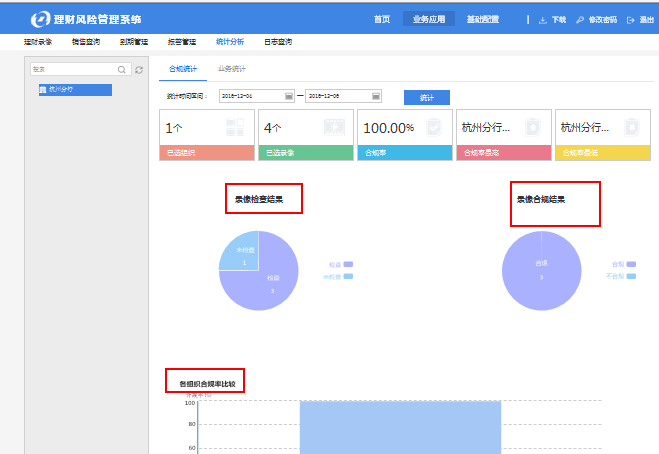 理财风险管理系统
首页 业务应用 基础配置 | 下载 修改密码 退出
理财录像 销售查询 到期管理 报警管理 统计分析 日志查询
搜索
杭州分行
合规统计 业务统计
统计时间区间：
2016-12-01 — 2016-12-05
统计
1个
已选组织
4个
已选录像
100.00%
合规率
杭州分行...
合规率最高
杭州分行...
合规率最低
录像检查结果
未检查
1
检查
3
检查
未检查
录像合规结果
合规
3
合规
不合规
各组织合规率比较
合规率(%)
100
80
60